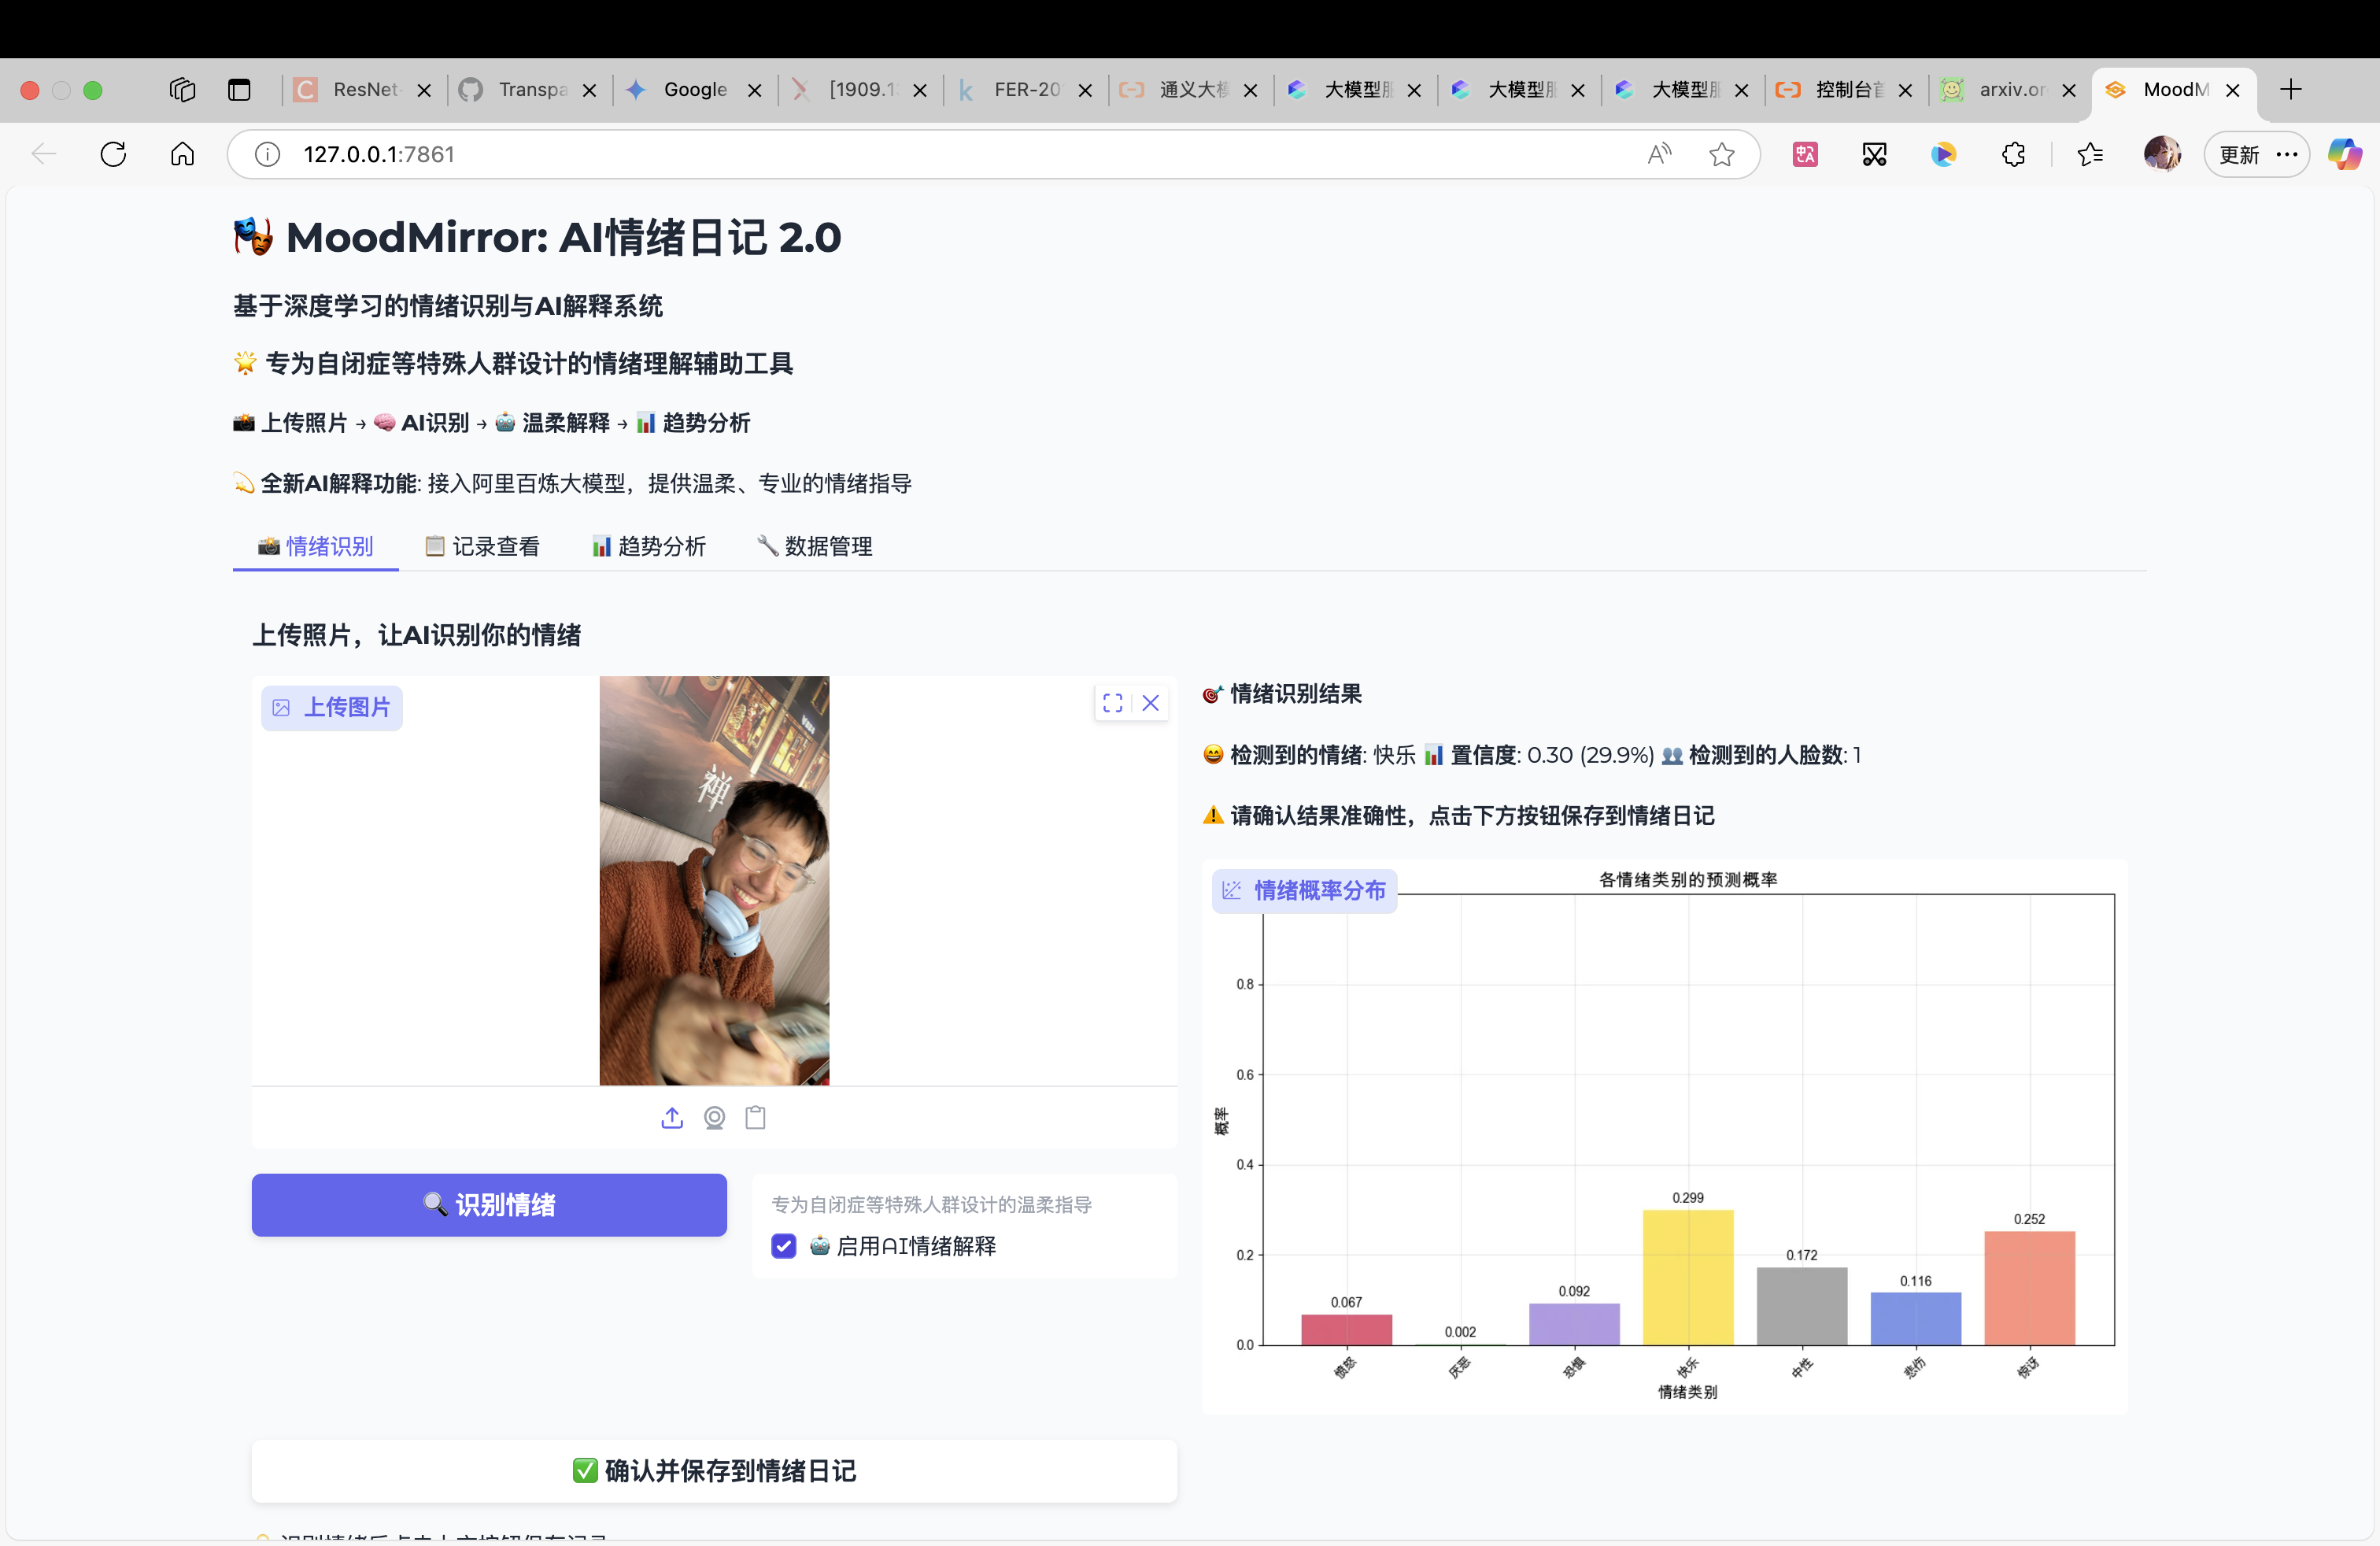 ResNet-
Transpa
Google
[1909.1
FER-20
通义大模
大模型服
大模型服
大模型服
控制台首
arxiv.or
MoodM
127.0.0.1:7861
更新
MoodMirror: AI情绪日记 2.0
基于深度学习的情绪识别与AI解释系统
🌟 专为自闭症等特殊人群设计的情绪理解辅助工具
📸 上传照片 → 🧠 AI识别 → 🤖 温柔解释 → 📊 趋势分析
💫 全新AI解释功能: 接入阿里百炼大模型，提供温柔、专业的情绪指导
📸 情绪识别 📋 记录查看 📊 趋势分析 🔧 数据管理
上传照片，让AI识别你的情绪
上传图片
禅
🔍 识别情绪
专为自闭症等特殊人群设计的温柔指导
🤖 启用AI情绪解释
✅ 确认并保存到情绪日记
🎯 情绪识别结果
😄 检测到的情绪: 快乐 📊 置信度: 0.30 (29.9%) 👥 检测到的人脸数: 1
⚠️ 请确认结果准确性，点击下方按钮保存到情绪日记
情绪概率分布
各情绪类别的预测概率
概率
0.8
0.6
0.4
0.2
0.0
0.067
0.002
0.092
0.299
0.172
0.116
0.252
愤怒
厌恶
恐惧
快乐
中性
悲伤
惊讶
情绪类别